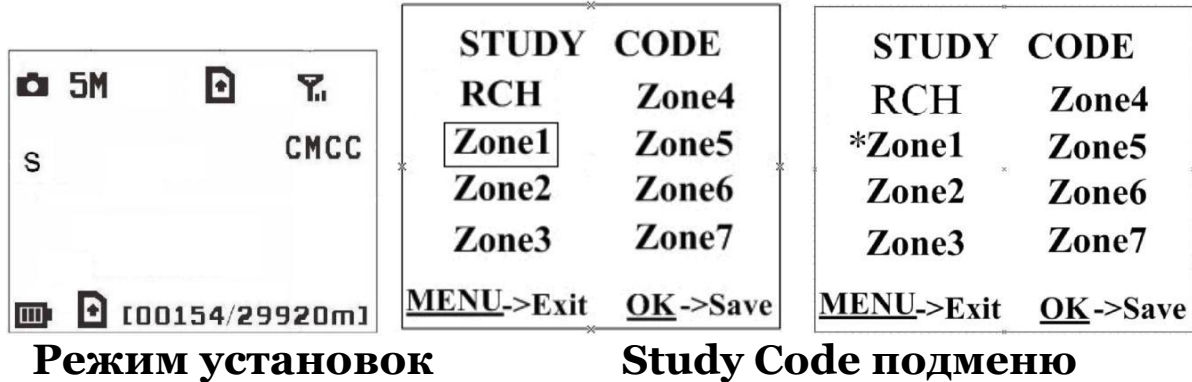 5M
S
CMCC
[00154/29920m]
STUDY CODE
RCH Zone4
Zone1 Zone5
Zone2 Zone6
Zone3 Zone7
MENU->Exit OK->Save
STUDY CODE
RCH Zone4
*Zone1 Zone5
Zone2 Zone6
Zone3 Zone7
MENU->Exit OK->Save
Режим установок
Study Code подменю